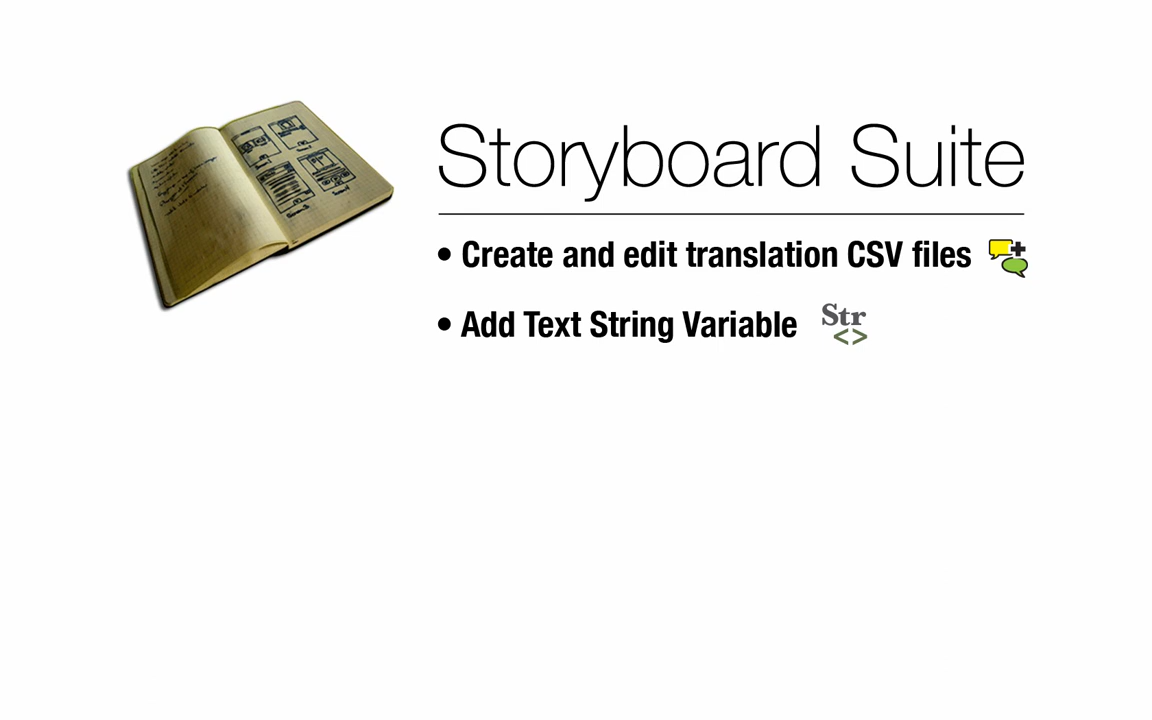 Storyboard Suite
• Create and edit translation CSV files
• Add Text String Variable Str
<>